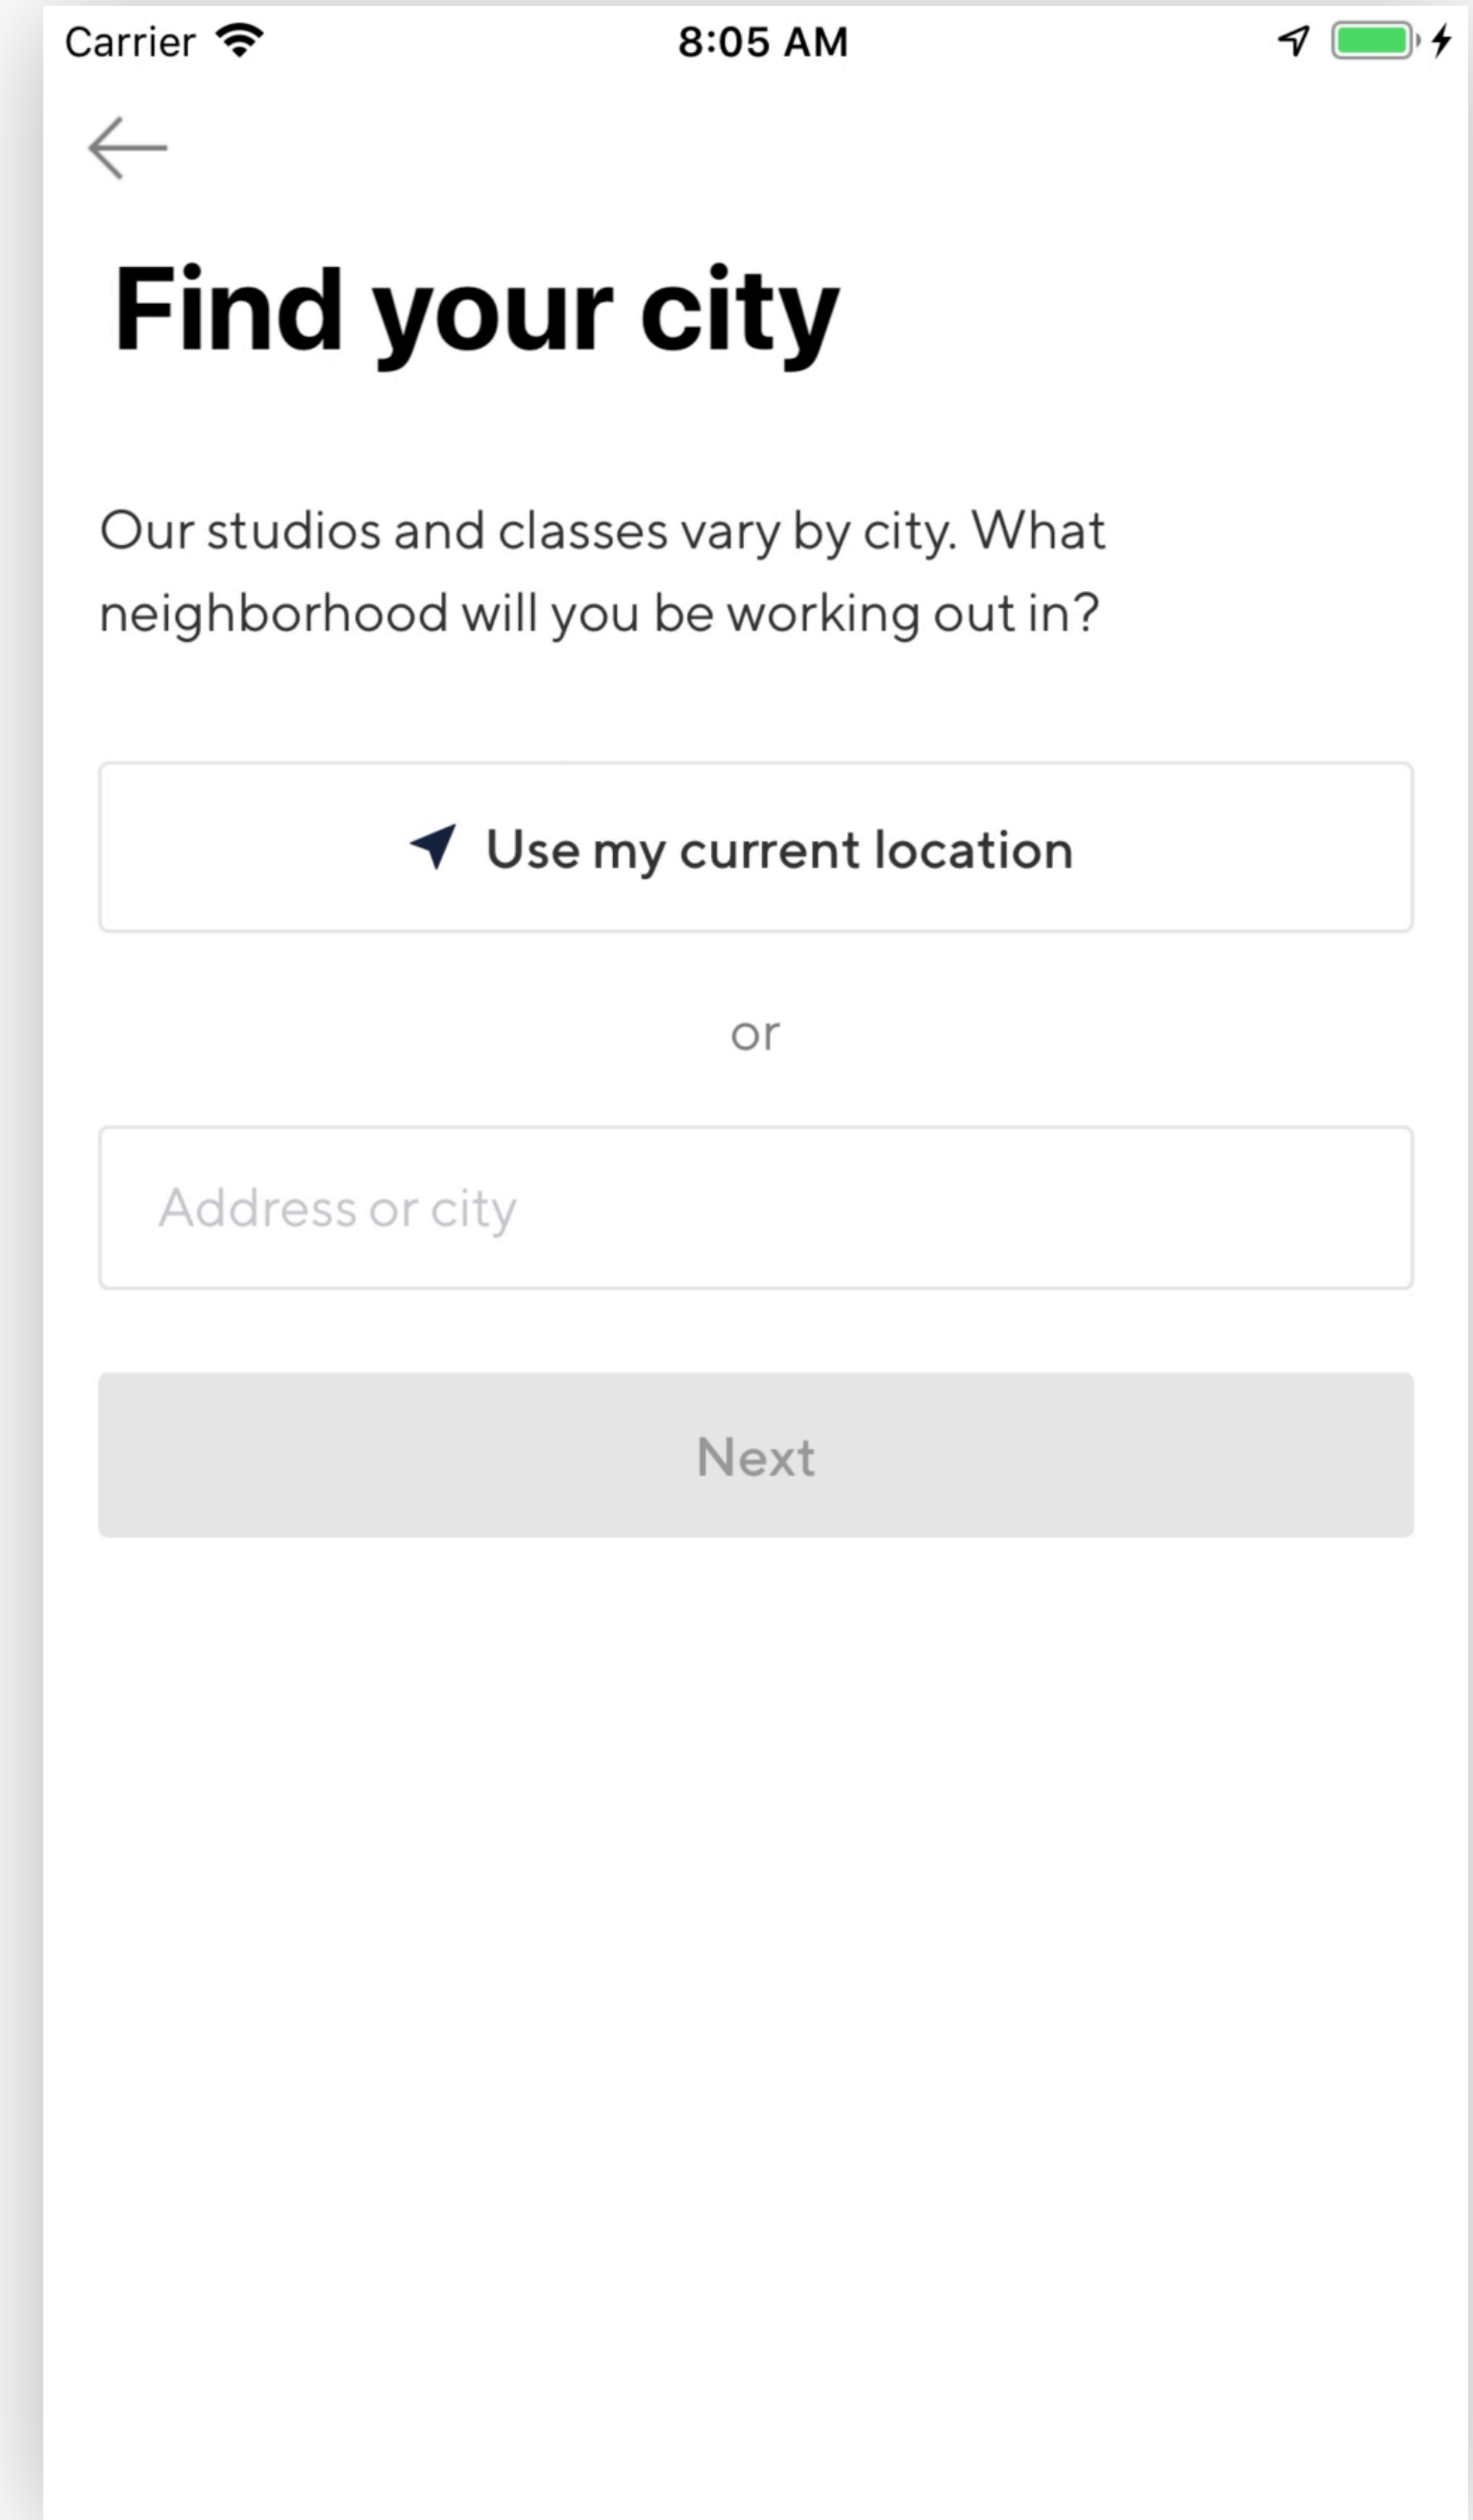 Carrier 8:05 AM
Find your city
Our studios and classes vary by city. What
neighborhood will you be working out in?
Use my current location
or
Address or city
Next